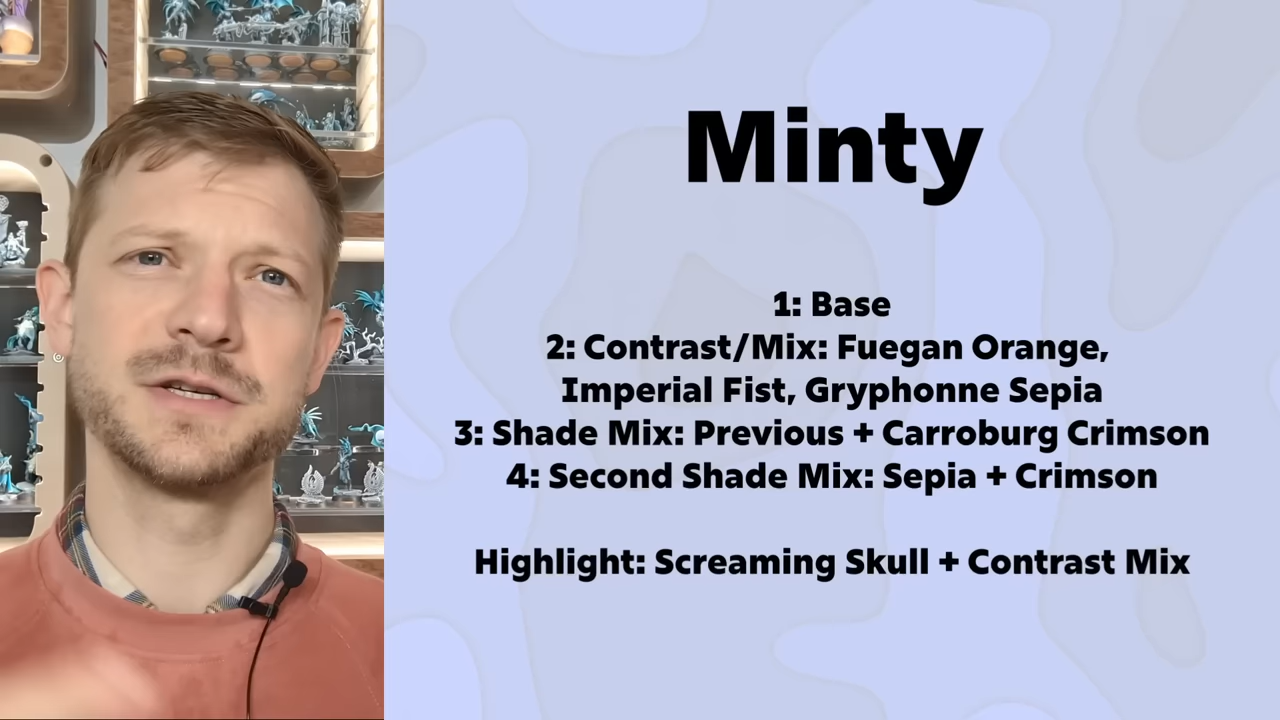 Minty
1: Base
2: Contrast/Mix: Fuegan Orange,
Imperial Fist, Gryphonne Sepia
3: Shade Mix: Previous + Carroburg Crimson
4: Second Shade Mix: Sepia + Crimson
Highlight: Screaming Skull + Contrast Mix